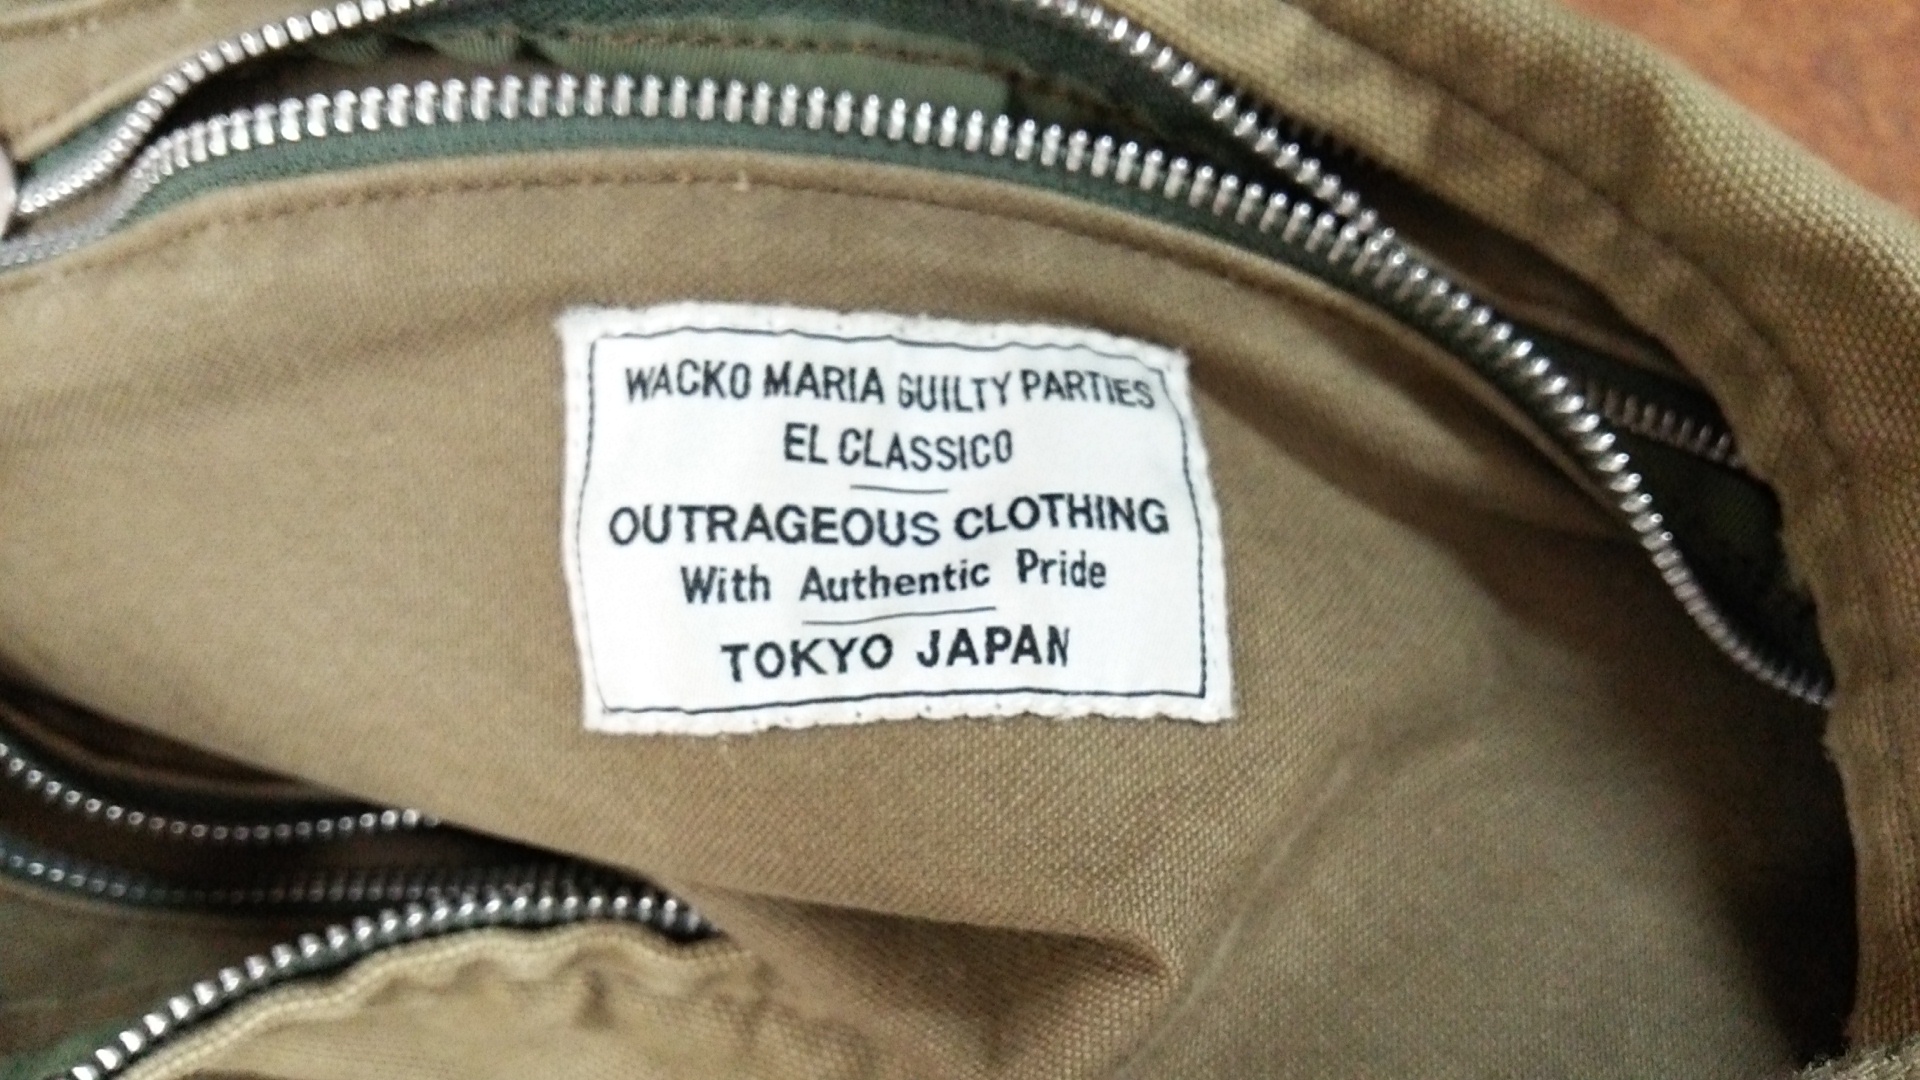 WACKO MARIA GUILTY PARTIES
EL CLASSICO
OUTRAGEOUS CLOTHING
With Authentic Pride
TOKYO JAPAN